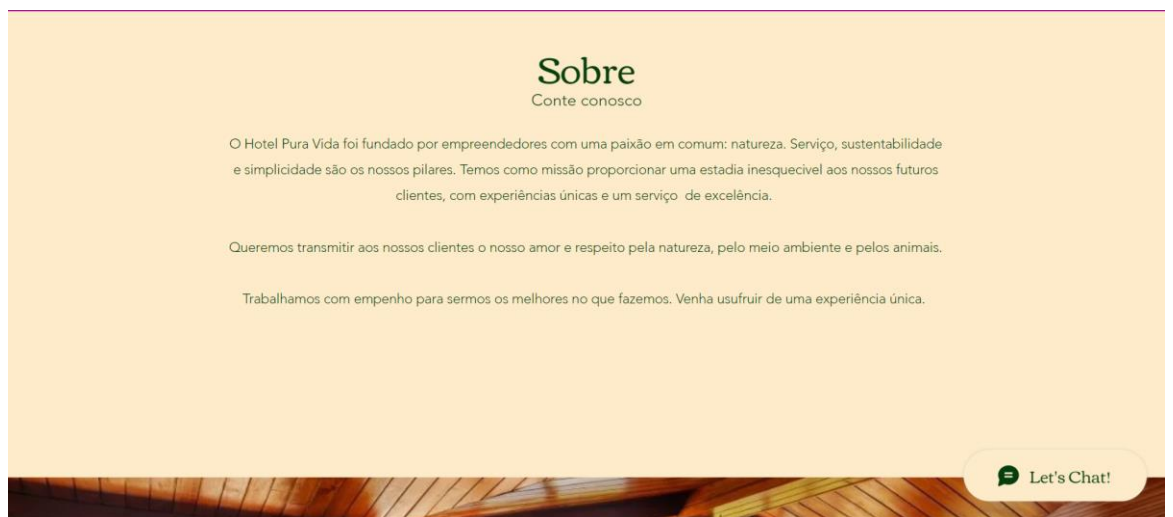 Sobre
Conte conosco
O Hotel Pura Vida foi fundado por empreendedores com uma paixão em comum: natureza. Serviço, sustentabilidade
e simplicidade são os nossos pilares. Temos como missão proporcionar uma estadia inesquecivel aos nossos futuros
clientes, com experiências únicas e um serviço  de excelência.
Queremos transmitir aos nossos clientes o nosso amor e respeito pela natureza, pelo meio ambiente e pelos animais.
Trabalhamos com empenho para sermos os melhores no que fazemos. Venha usufruir de uma experiência única.
Let's Chat!